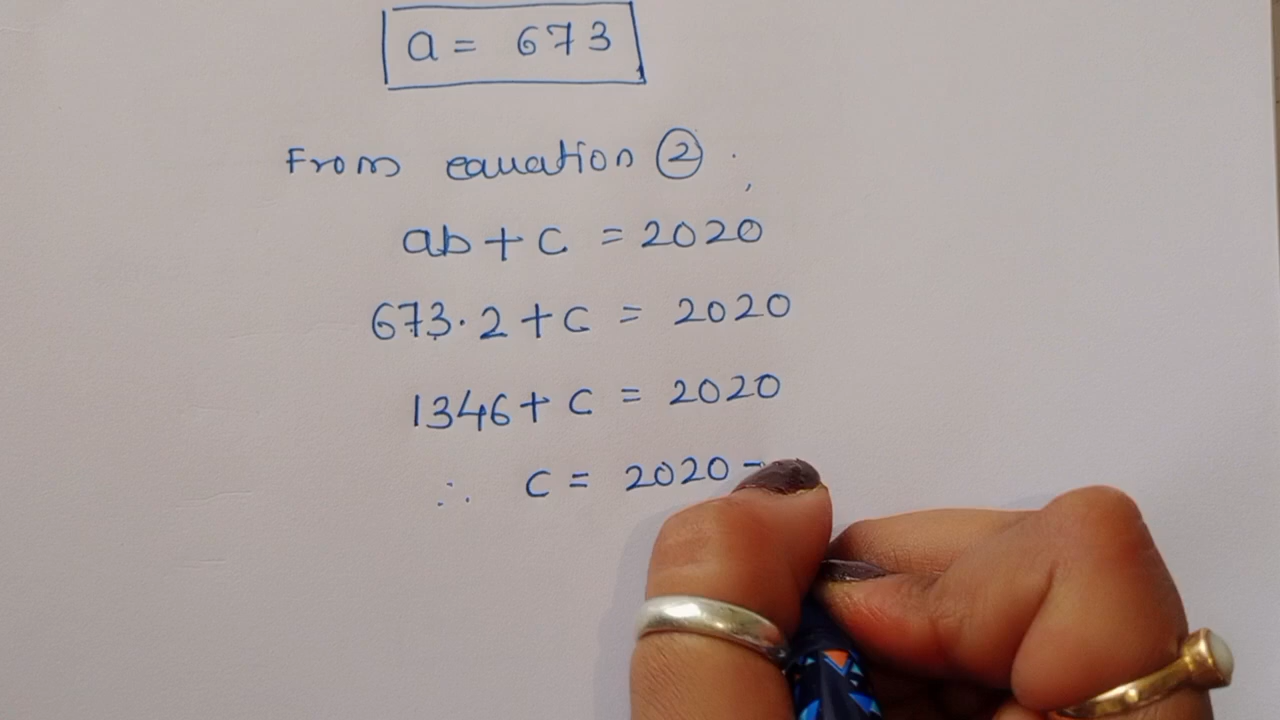 a = 673
From equation ②.,
ab + c = 2020
673·2 + c = 2020
1346 + c = 2020
∴ c = 2020 -